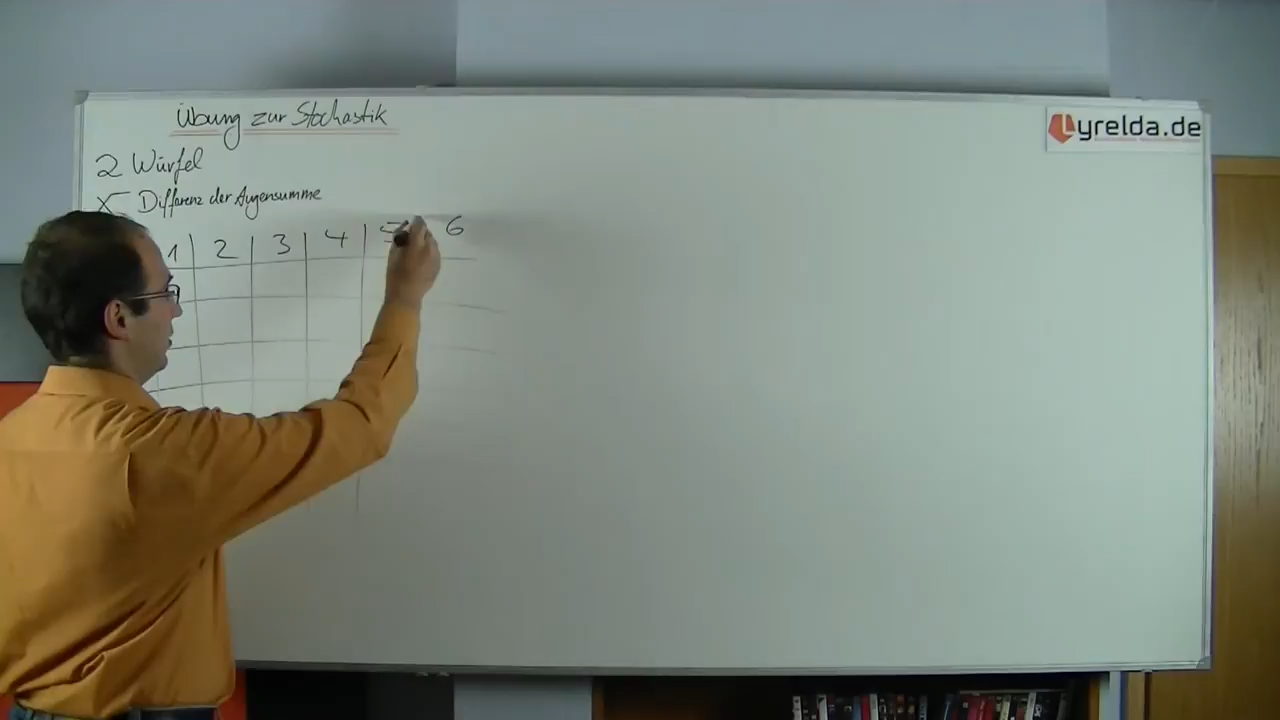 Übung zur Stochastik
Lyrelda.de
2 Würfel
X Differenz der Augensumme
1 2 3 4 5 6